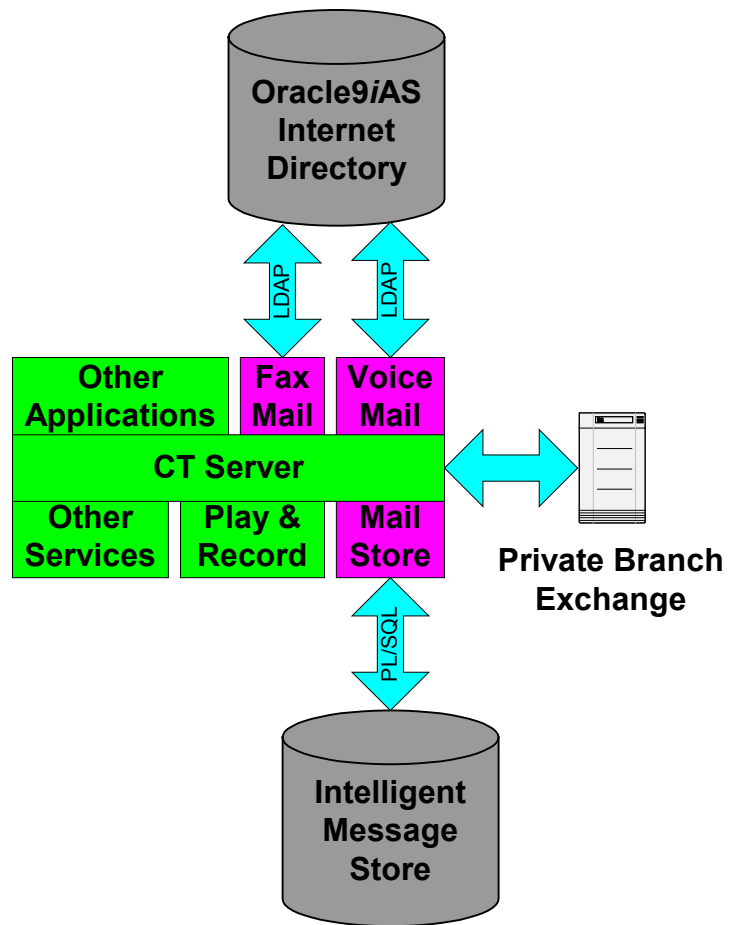 Oracle9iAS
Internet
Directory
LDAP
LDAP
Other
Applications
Fax
Mail
Voice
Mail
CT Server
Other
Services
Play &
Record
Mail
Store
Private Branch
Exchange
PL/SQL
Intelligent
Message
Store